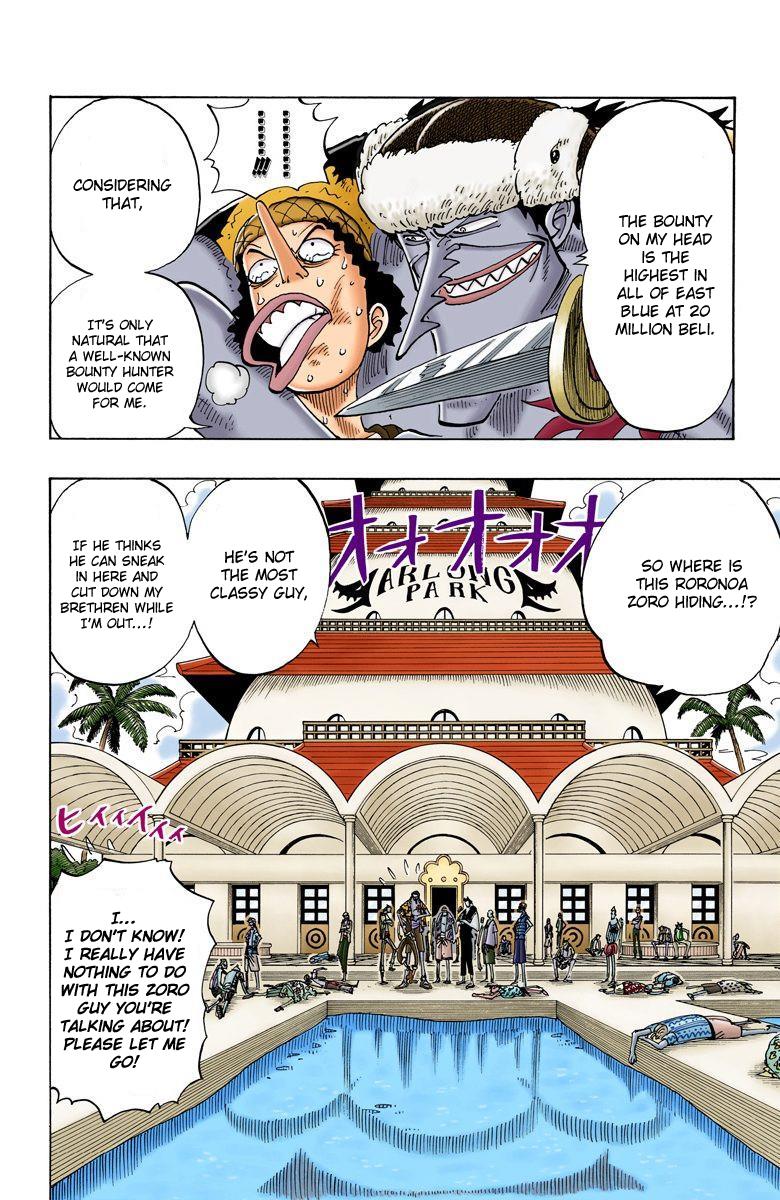 THE BOUNTY
ON MY HEAD
IS THE
HIGHEST IN
ALL OF EAST
BLUE AT 20
MILLION BELI.
!!!
CONSIDERING
THAT,
IT'S ONLY
NATURAL THAT
A WELL-KNOWN
BOUNTY HUNTER
WOULD COME
FOR ME.
SO WHERE IS
THIS RORONOA
ZORO HIDING...!?
オォオォオ
ARLONG
PARK
HE'S NOT
THE MOST
CLASSY GUY,
IF HE THINKS
HE CAN SNEAK
IN HERE AND
CUT DOWN MY
BRETHREN WHILE
I'M OUT...!
ヒィィイィィ
I...
I DON'T KNOW!
I REALLY HAVE
NOTHING TO DO
WITH THIS ZORO
GUY YOU'RE
TALKING ABOUT!
PLEASE LET ME
GO!